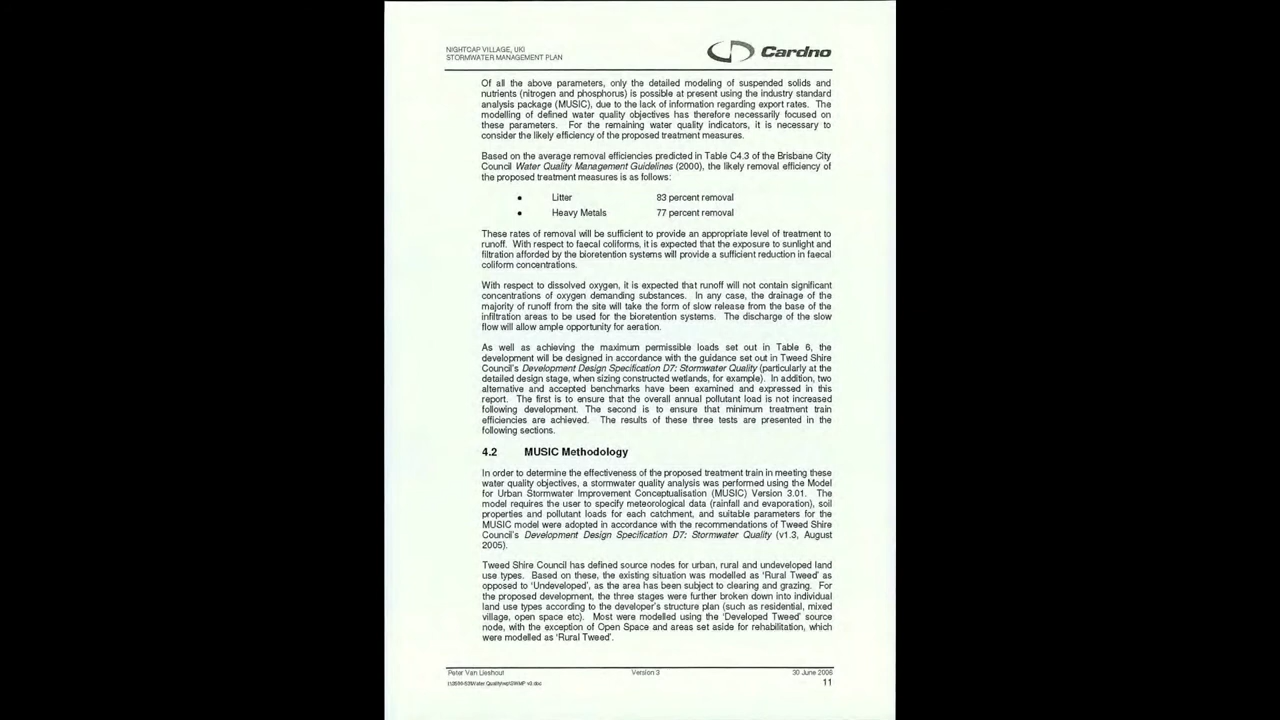 NIGHTCAP VILLAGE, UKI
STORMWATER MANAGEMENT PLAN
Cardno
Of all the above parameters, only the detailed modeling of suspended solids and
nutrients (nitrogen and phosphorus) is possible at present using the industry standard
analysis package (MUSIC), due to the lack of information regarding export rates. The
modelling of defined water quality objectives has therefore necessarily focused on
these parameters. For the remaining water quality indicators, it is necessary to
consider the likely efficiency of the proposed treatment measures.
Based on the average removal efficiencies predicted in Table C4.3 of the Brisbane City
Council Water Quality Management Guidelines (2000), the likely removal efficiency of
the proposed treatment measures is as follows:
• Litter 83 percent removal
• Heavy Metals 77 percent removal
These rates of removal will be sufficient to provide an appropriate level of treatment to
runoff. With respect to faecal coliforms, it is expected that the exposure to sunlight and
filtration afforded by the bioretention systems will provide a sufficient reduction in faecal
coliform concentrations.
With respect to dissolved oxygen, it is expected that runoff will not contain significant
concentrations of oxygen demanding substances. In any case, the drainage of the
majority of runoff from the site will take the form of slow release from the base of the
infiltration areas to be used for the bioretention systems. The discharge of the slow
flow will allow ample opportunity for aeration.
As well as achieving the maximum permissible loads set out in Table 6, the
development will be designed in accordance with the guidance set out in Tweed Shire
Council's Development Design Specification D7: Stormwater Quality (particularly at the
detailed design stage, when sizing constructed wetlands, for example). In addition, two
alternative and accepted benchmarks have been examined and expressed in this
report. The first is to ensure that the overall annual pollutant load is not increased
following development. The second is to ensure that minimum treatment train
efficiencies are achieved. The results of these three tests are presented in the
following sections.
4.2 MUSIC Methodology
In order to determine the effectiveness of the proposed treatment train in meeting these
water quality objectives, a stormwater quality analysis was performed using the Model
for Urban Stormwater Improvement Conceptualisation (MUSIC) Version 3.01. The
model requires the user to specify meteorological data (rainfall and evaporation), soil
properties and pollutant loads for each catchment, and suitable parameters for the
MUSIC model were adopted in accordance with the recommendations of Tweed Shire
Council's Development Design Specification D7: Stormwater Quality (v1.3, August
2005).
Tweed Shire Council has defined source nodes for urban, rural and undeveloped land
use types. Based on these, the existing situation was modelled as 'Rural Tweed' as
opposed to 'Undeveloped', as the area has been subject to clearing and grazing. For
the proposed development, the three stages were further broken down into individual
land use types according to the developer's structure plan (such as residential, mixed
village, open space etc). Most were modelled using the 'Developed Tweed' source
node, with the exception of Open Space and areas set aside for rehabilitation, which
were modelled as 'Rural Tweed'.
Peter Van Lieshout Version 3 30 June 2006
11